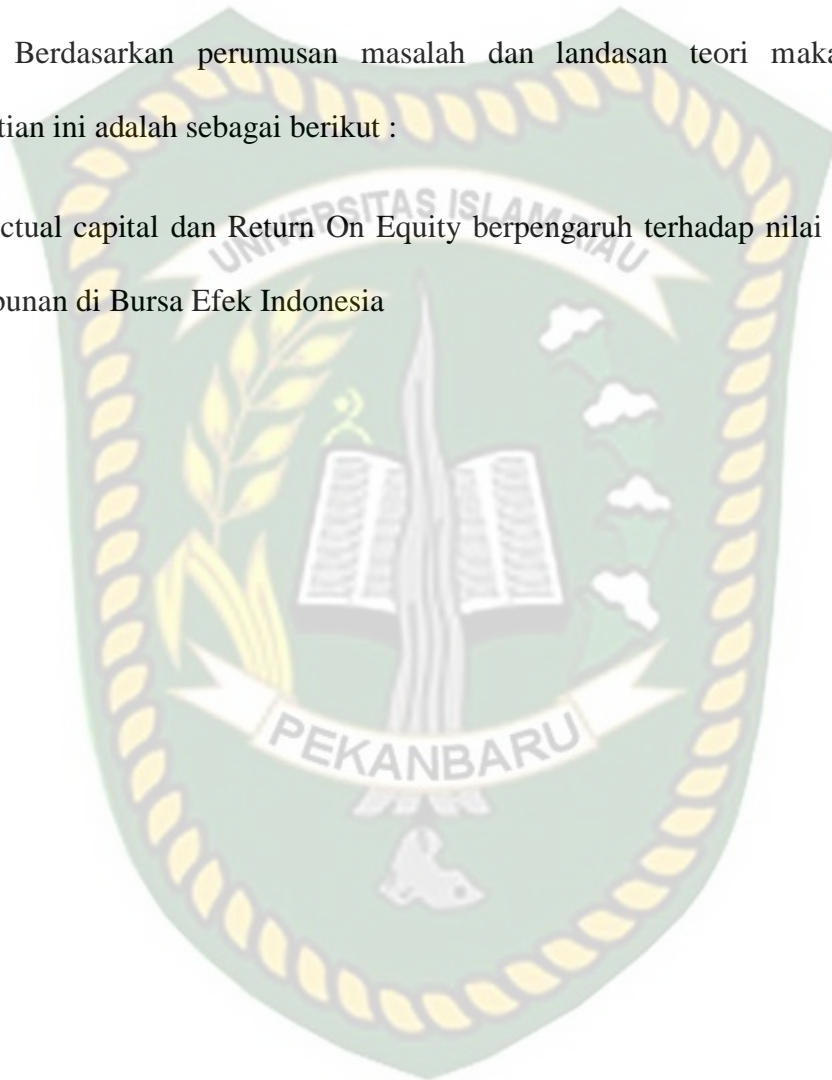 Berdasarkan perumusan masalah dan landasan teori maka
tian ini adalah sebagai berikut :
UNIVERSITAS ISLAM RIAU
ctual capital dan Return On Equity berpengaruh terhadap nilai
bunan di Bursa Efek Indonesia
PEKANBARU